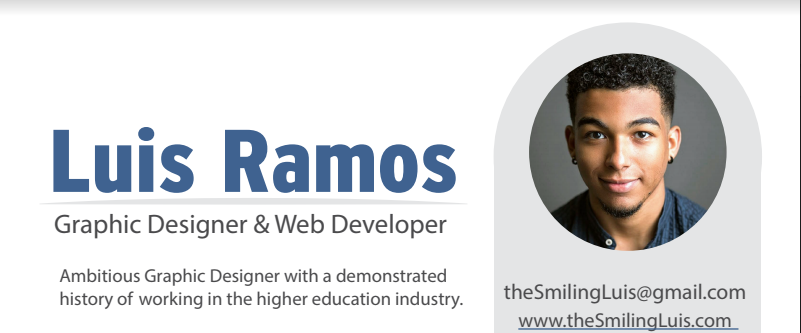 Luis Ramos
Graphic Designer & Web Developer
Ambitious Graphic Designer with a demonstrated
history of working in the higher education industry.
theSmilingLuis@gmail.com
www.theSmilingLuis.com